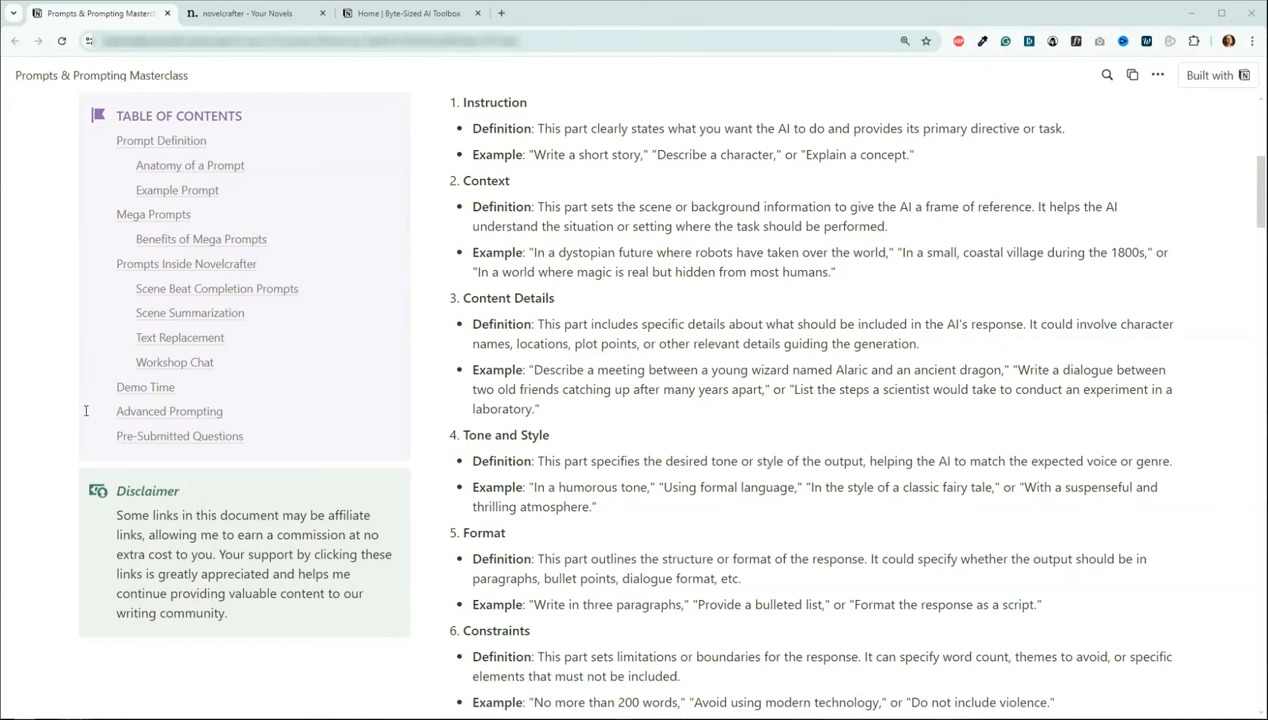 Prompts & Prompting Mastercl
novelcrafter - Your Novels
Home | Byte-Sized AI Toolbox
Prompts & Prompting Masterclass
Built with
TABLE OF CONTENTS
Prompt Definition
Anatomy of a Prompt
Example Prompt
Mega Prompts
Benefits of Mega Prompts
Prompts Inside Novelcrafter
Scene Beat Completion Prompts
Scene Summarization
Text Replacement
Workshop Chat
Demo Time
Advanced Prompting
Pre-Submitted Questions
Disclaimer
Some links in this document may be affiliate
links, allowing me to earn a commission at no
extra cost to you. Your support by clicking these
links is greatly appreciated and helps me
continue providing valuable content to our
writing community.
1. Instruction
• Definition: This part clearly states what you want the AI to do and provides its primary directive or task.
• Example: "Write a short story," "Describe a character," or "Explain a concept."
2. Context
• Definition: This part sets the scene or background information to give the AI a frame of reference. It helps the AI
understand the situation or setting where the task should be performed.
• Example: "In a dystopian future where robots have taken over the world," "In a small, coastal village during the 1800s," or
"In a world where magic is real but hidden from most humans."
3. Content Details
• Definition: This part includes specific details about what should be included in the AI's response. It could involve character
names, locations, plot points, or other relevant details guiding the generation.
• Example: "Describe a meeting between a young wizard named Alaric and an ancient dragon," "Write a dialogue between
two old friends catching up after many years apart," or "List the steps a scientist would take to conduct an experiment in a
laboratory."
4. Tone and Style
• Definition: This part specifies the desired tone or style of the output, helping the AI to match the expected voice or genre.
• Example: "In a humorous tone," "Using formal language," "In the style of a classic fairy tale," or "With a suspenseful and
thrilling atmosphere."
5. Format
• Definition: This part outlines the structure or format of the response. It could specify whether the output should be in
paragraphs, bullet points, dialogue format, etc.
• Example: "Write in three paragraphs," "Provide a bulleted list," or "Format the response as a script."
6. Constraints
• Definition: This part sets limitations or boundaries for the response. It can specify word count, themes to avoid, or specific
elements that must not be included.
• Example: "No more than 200 words," "Avoid using modern technology," or "Do not include violence."